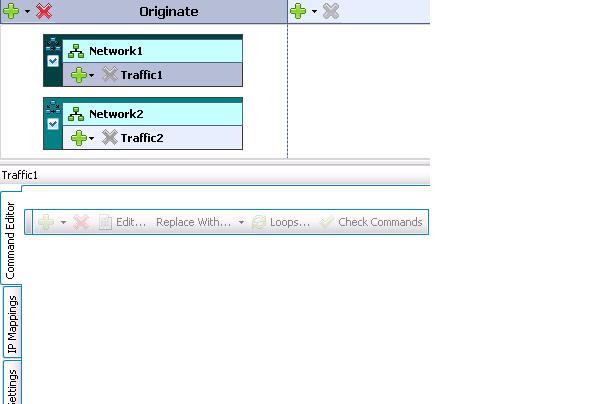 Originate
Network1
Traffic1
Network2
Traffic2
Traffic1
Edit... Replace With... Loops... Check Commands
Command Editor
IP Mappings
ettings